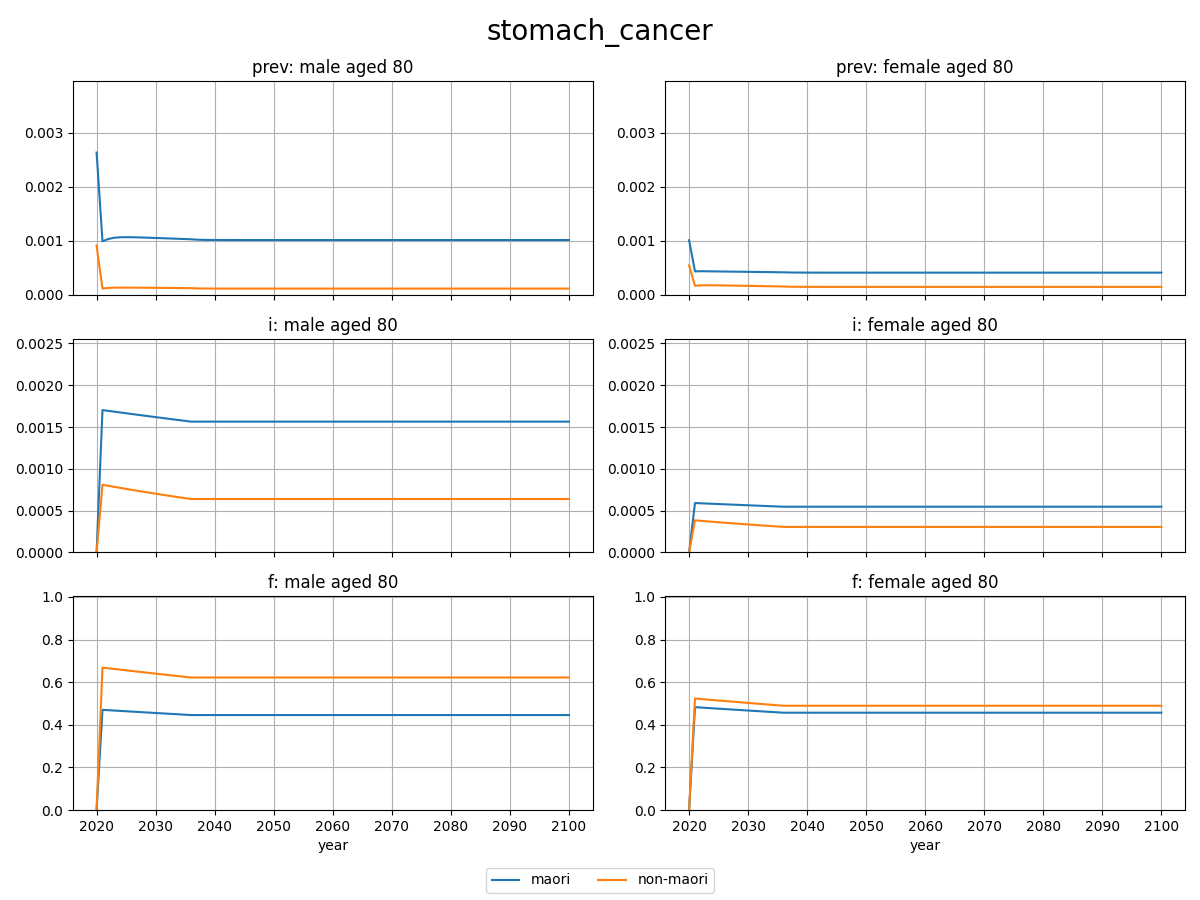 stomach_cancer
prev: male aged 80
prev: female aged 80
0.003
0.002
0.001
0.000
0.003
0.002
0.001
0.000
i: male aged 80
i: female aged 80
0.0025
0.0020
0.0015
0.0010
0.0005
0.0000
0.0025
0.0020
0.0015
0.0010
0.0005
0.0000
f: male aged 80
f: female aged 80
1.0
0.8
0.6
0.4
0.2
0.0
1.0
0.8
0.6
0.4
0.2
0.0
2020 2030 2040 2050 2060 2070 2080 2090 2100
2020 2030 2040 2050 2060 2070 2080 2090 2100
year
year
maori non-maori